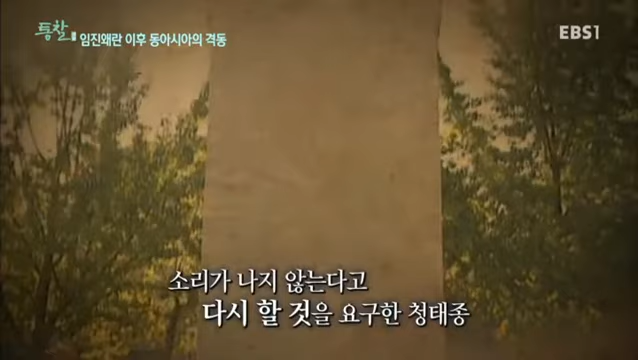 통찰 임진왜란 이후 동아시아의 격동
EBS1
소리가 나지 않는다고
다시 할 것을 요구한 청태종